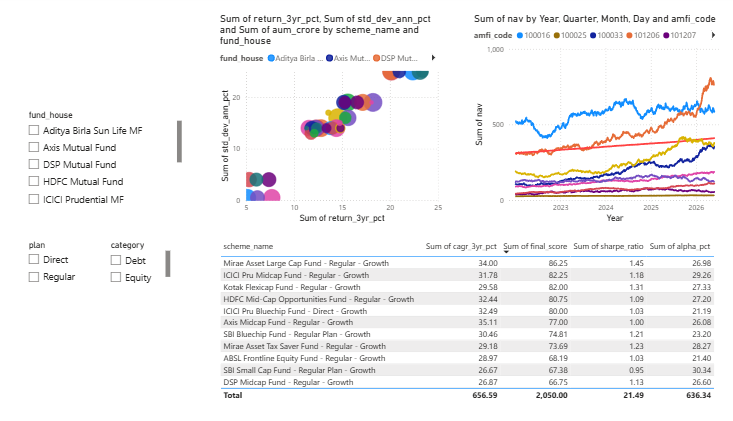 Sum of return_3yr_pct, Sum of std_dev_ann_pct
and Sum of aum_crore by scheme_name and
fund_house
fund_house Aditya Birla ... Axis Mut... DSP Mut...
Sum of std_dev_ann_pct
20
10
0
5 10 15 20 25
Sum of return_3yr_pct
Sum of nav by Year, Quarter, Month, Day and amfi_code
amfi_code 100016 100025 100033 101206 101207
Sum of nav
1,000
500
0
2023 2024 2025 2026
Year
fund_house
Aditya Birla Sun Life MF
Axis Mutual Fund
DSP Mutual Fund
HDFC Mutual Fund
ICICI Prudential MF
plan
Direct
Regular
category
Debt
Equity
scheme_name Sum of cagr_3yr_pct Sum of final_score Sum of sharpe_ratio Sum of alpha_pct
Mirae Asset Large Cap Fund - Regular - Growth 34.00 86.25 1.45 26.98
ICICI Pru Midcap Fund - Regular - Growth 31.78 82.25 1.18 29.26
Kotak Flexicap Fund - Regular - Growth 29.58 82.00 1.31 27.33
HDFC Mid-Cap Opportunities Fund - Regular - Growth 32.44 80.75 1.09 27.20
ICICI Pru Bluechip Fund - Direct - Growth 32.49 80.00 1.03 21.19
Axis Midcap Fund - Regular - Growth 35.11 77.00 1.00 26.08
SBI Bluechip Fund - Regular Plan - Growth 30.46 74.81 1.21 23.20
Mirae Asset Tax Saver Fund - Regular - Growth 29.18 73.69 1.23 28.27
ABSL Frontline Equity Fund - Regular - Growth 28.97 68.19 1.03 21.40
SBI Small Cap Fund - Regular Plan - Growth 26.67 67.38 0.95 30.34
DSP Midcap Fund - Regular - Growth 26.87 66.75 1.13 26.60
Total 656.59 2,050.00 21.49 636.34